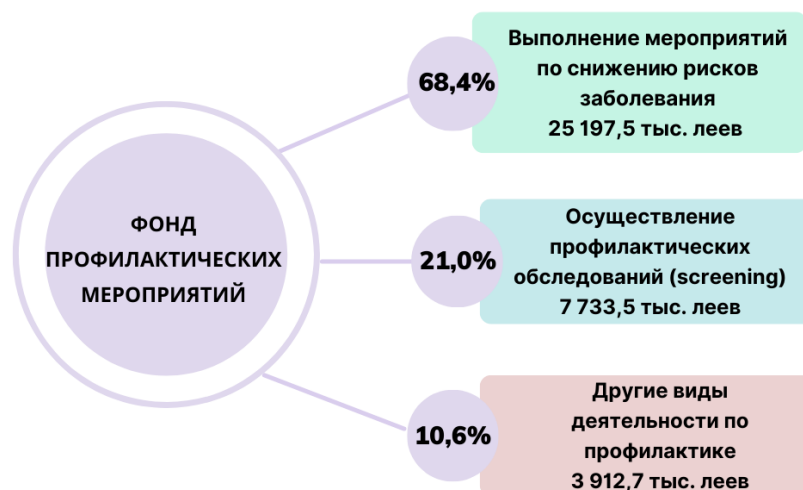 ФОНД
ПРОФИЛАКТИЧЕСКИХ
МЕРОПРИЯТИЙ
68,4%
Выполнение мероприятий
по снижению рисков
заболевания
25 197,5 тыс. леев
21,0%
Осуществление
профилактических
обследований (screening)
7 733,5 тыс. леев
10,6%
Другие виды
деятельности по
профилактике
3 912,7 тыс. леев